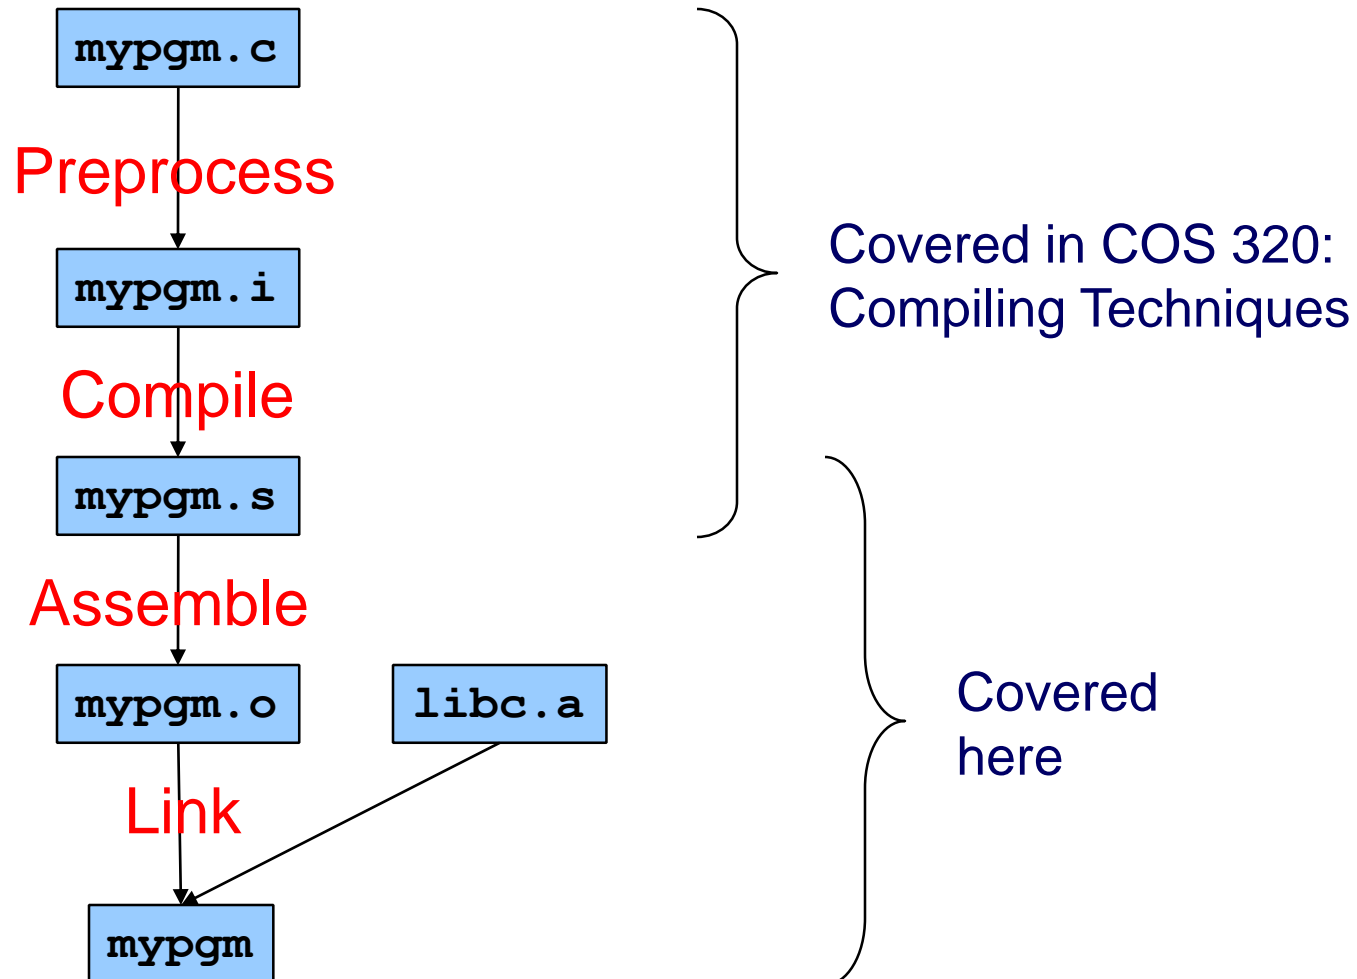 mypgm.c
Preprocess
mypgm.i
Covered in COS 320:
Compiling Techniques
Compile
mypgm.s
Assemble
mypgm.o
libc.a
Covered
here
Link
mypgm